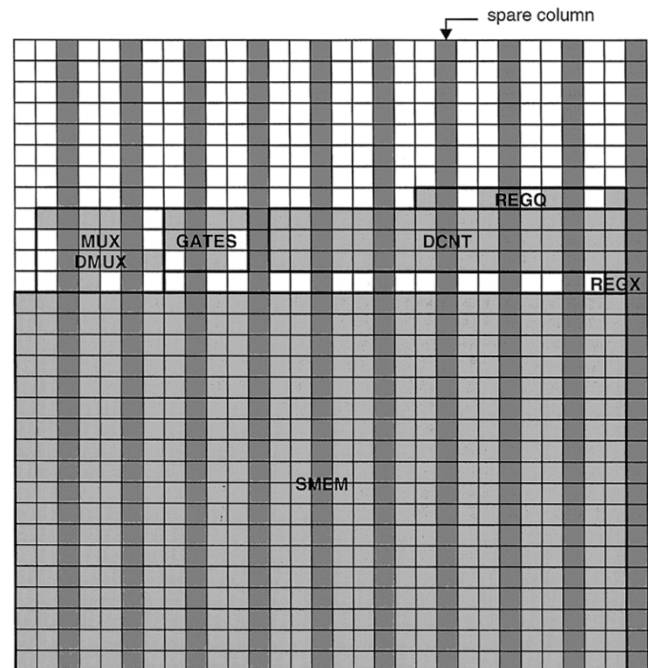 spare column
REGQ
MUX
DMUX
GATES
DCNT
REGX
SMEM